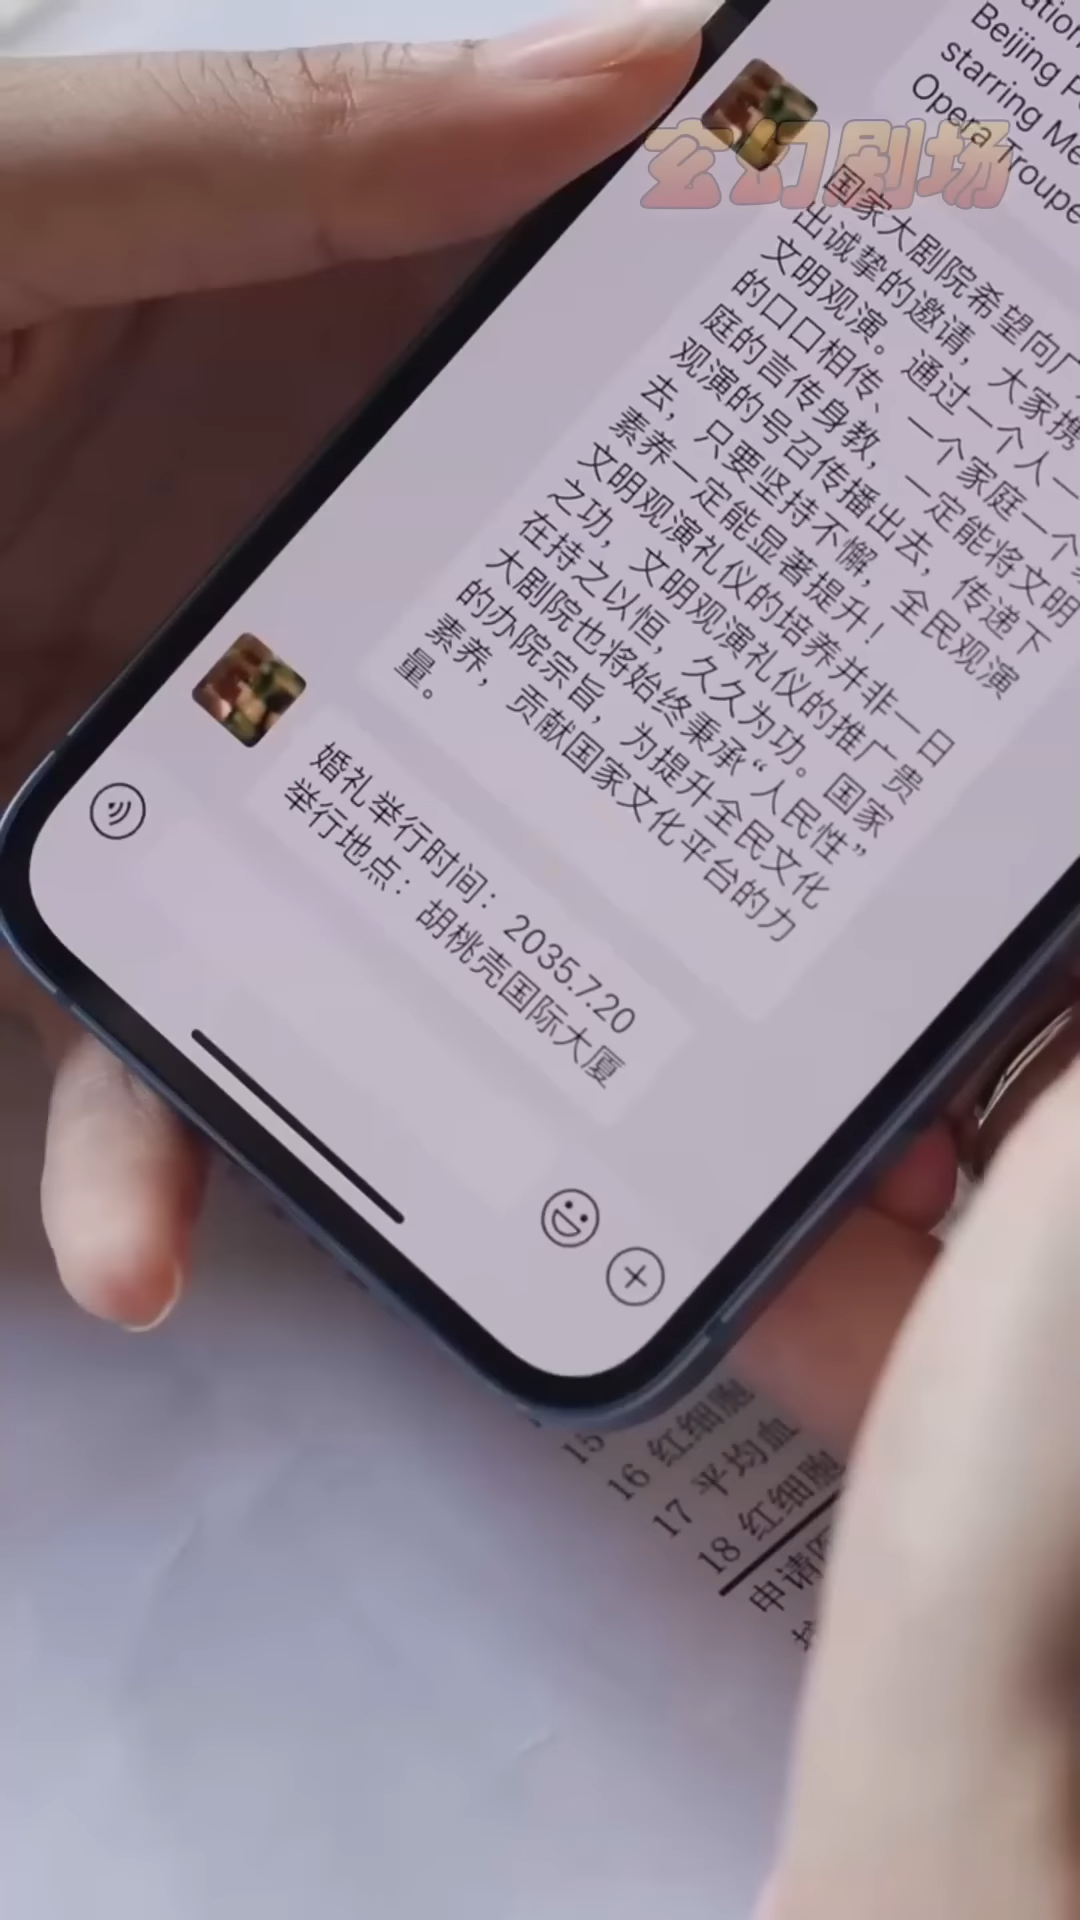 Beijing
starring Me
Opera Troupe
玄幻剧场
国家大剧院希望向广
出诚挚的邀请，大家携
文明观演。通过一个人一
的口口相传、一个家庭一个
庭的言传身教，一定能将文明
观演的号召传播出去，传递下
去，只要坚持不懈，全民观演
素养一定能显著提升！
文明观演礼仪的培养并非一日
之功，文明观演礼仪的推广贵
在持之以恒，久久为功。国家
大剧院也将始终秉承“人民性”
的办院宗旨，为提升全民文化
素养，贡献国家文化平台的力
量。
婚礼举行时间：2035.7.20
举行地点：胡桃壳国际大厦
15
16 红细胞
17 平均血
18 红细胞
申请医